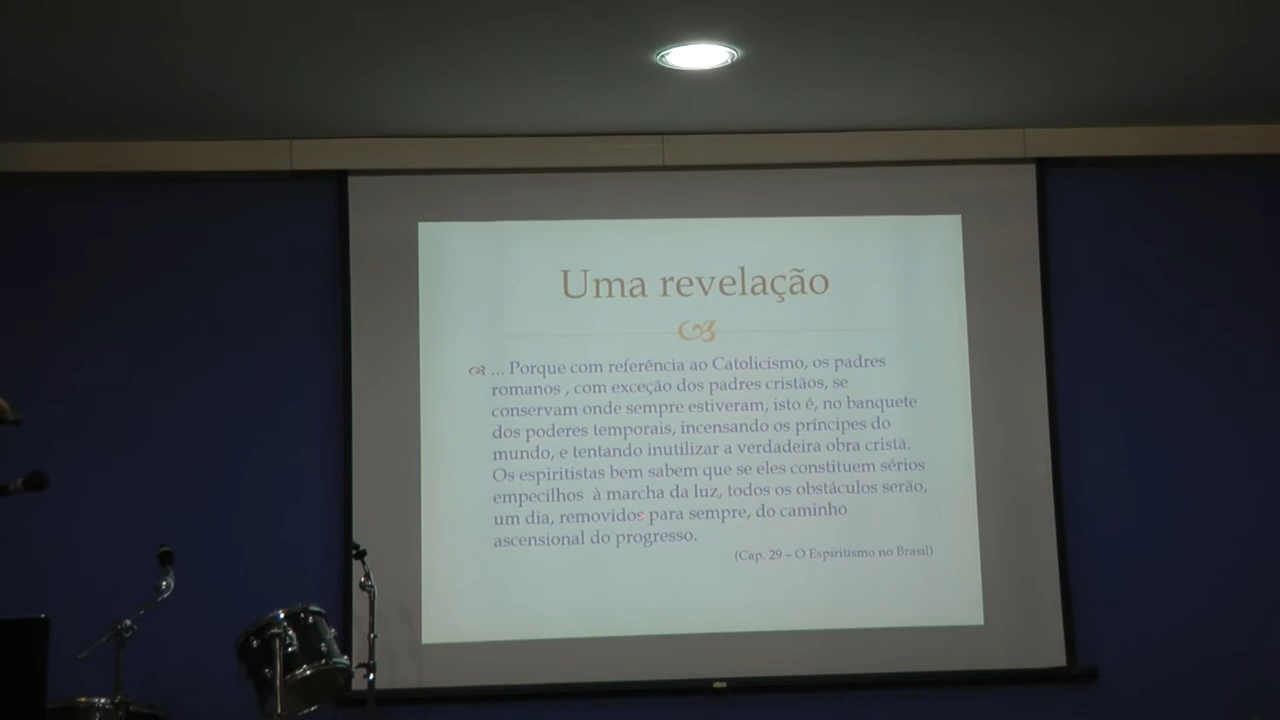 Uma revelação
... Porque com referência ao Catolicismo, os padres
romanos , com exceção dos padres cristãos, se
conservam onde sempre estiveram, isto é, no banquete
dos poderes temporais, incensando os príncipes do
mundo, e tentando inutilizar a verdadeira obra cristã.
Os espiritistas bem sabem que se eles constituem sérios
empecilhos à marcha da luz, todos os obstáculos serão,
um dia, removidos para sempre, do caminho
ascensional do progresso.
(Cap. 29 – O Espiritismo no Brasil)